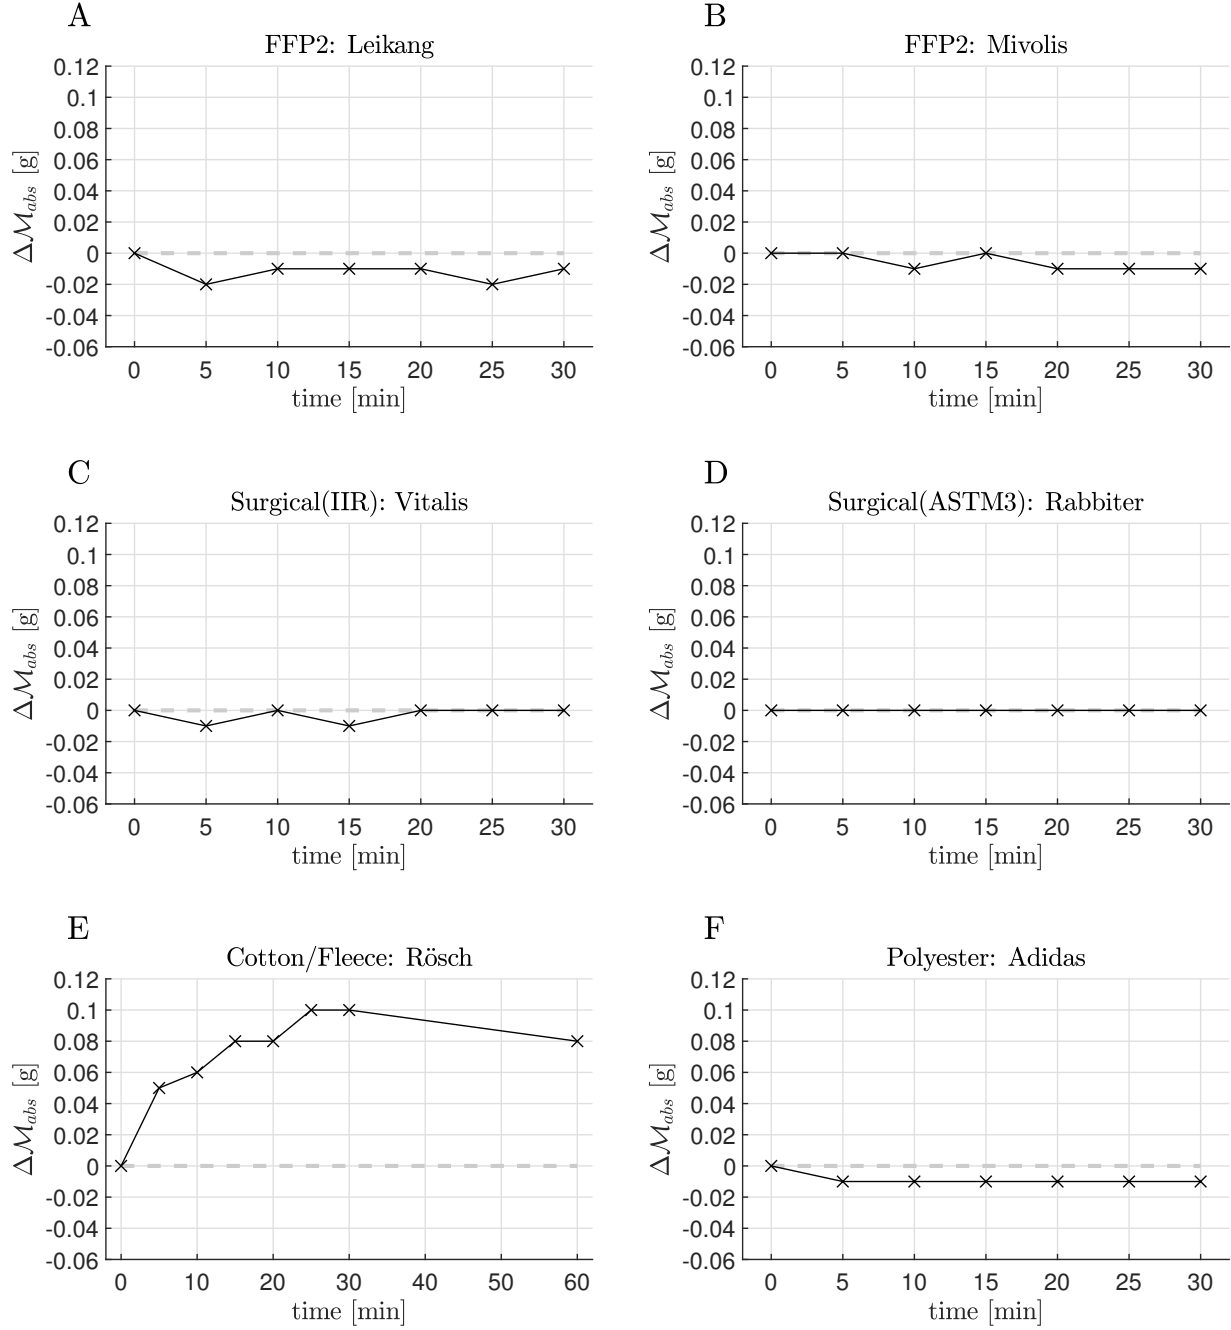 A
FFP2: Leikang
0.12
0.1
0.08
0.06
0.04
0.02
0
-0.02
-0.04
-0.06
Δℳabs [g]
0 5 10 15 20 25 30
time [min]
B
FFP2: Mivolis
0.12
0.1
0.08
0.06
0.04
0.02
0
-0.02
-0.04
-0.06
Δℳabs [g]
0 5 10 15 20 25 30
time [min]
C
Surgical(IIR): Vitalis
0.12
0.1
0.08
0.06
0.04
0.02
0
-0.02
-0.04
-0.06
Δℳabs [g]
0 5 10 15 20 25 30
time [min]
D
Surgical(ASTM3): Rabbiter
0.12
0.1
0.08
0.06
0.04
0.02
0
-0.02
-0.04
-0.06
Δℳabs [g]
0 5 10 15 20 25 30
time [min]
E
Cotton/Fleece: Rösch
0.12
0.1
0.08
0.06
0.04
0.02
0
-0.02
-0.04
-0.06
Δℳabs [g]
0 10 20 30 40 50 60
time [min]
F
Polyester: Adidas
0.12
0.1
0.08
0.06
0.04
0.02
0
-0.02
-0.04
-0.06
Δℳabs [g]
0 5 10 15 20 25 30
time [min]